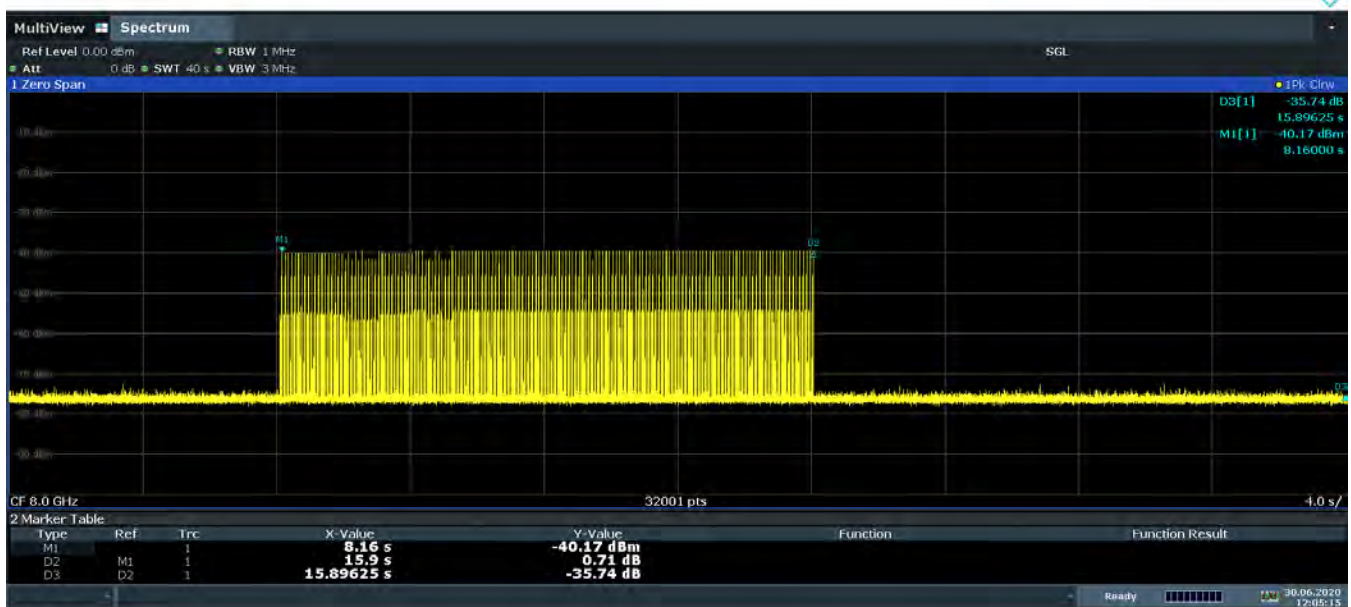 MultiView Spectrum
Ref Level 0.00 dBm RBW 1 MHz SGL
Att 0 dB SWT 40 s VBW 3 MHz
1 Zero Span 1Pk Clrw
D3[1] -35.74 dB
15.89625 s
M1[1] -40.17 dBm
8.16000 s
M1
D2
D3
CF 8.0 GHz 32001 pts 4.0 s/
2 Marker Table
Type Ref Trc X-Value Y-Value Function Function Result
M1 1 8.16 s -40.17 dBm
D2 M1 1 15.9 s 0.71 dB
D3 D2 1 15.89625 s -35.74 dB
Ready 30.06.2020
12:05:15